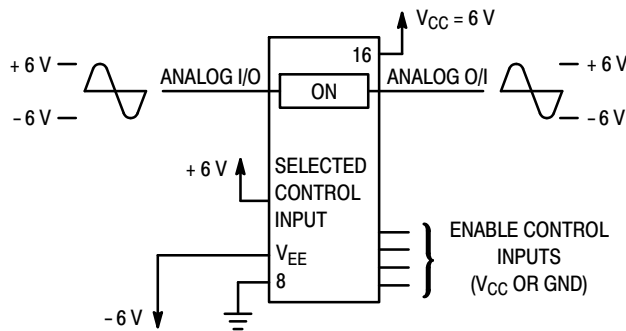 V_CC = 6 V
16
+ 6 V
− 6 V
ANALOG I/O
ON
ANALOG O/I
+ 6 V
− 6 V
+ 6 V
SELECTED
CONTROL
INPUT
V_EE
8
− 6 V
ENABLE CONTROL
INPUTS
(V_CC OR GND)